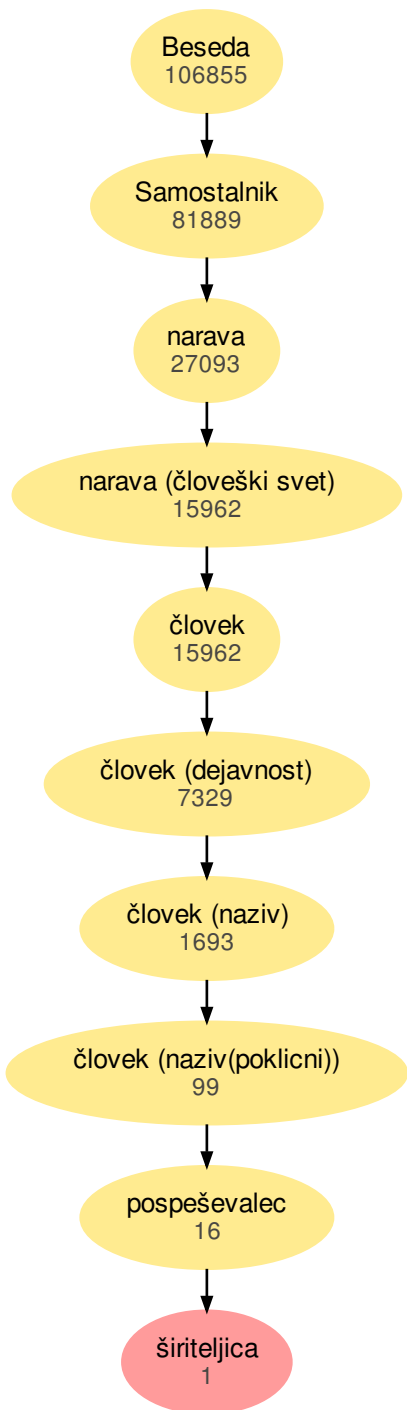 Beseda
106855
Samostalnik
81889
narava
27093
narava (človeški svet)
15962
človek
15962
človek (dejavnost)
7329
človek (naziv)
1693
človek (naziv(poklicni))
99
pospeševalec
16
širiteljica
1